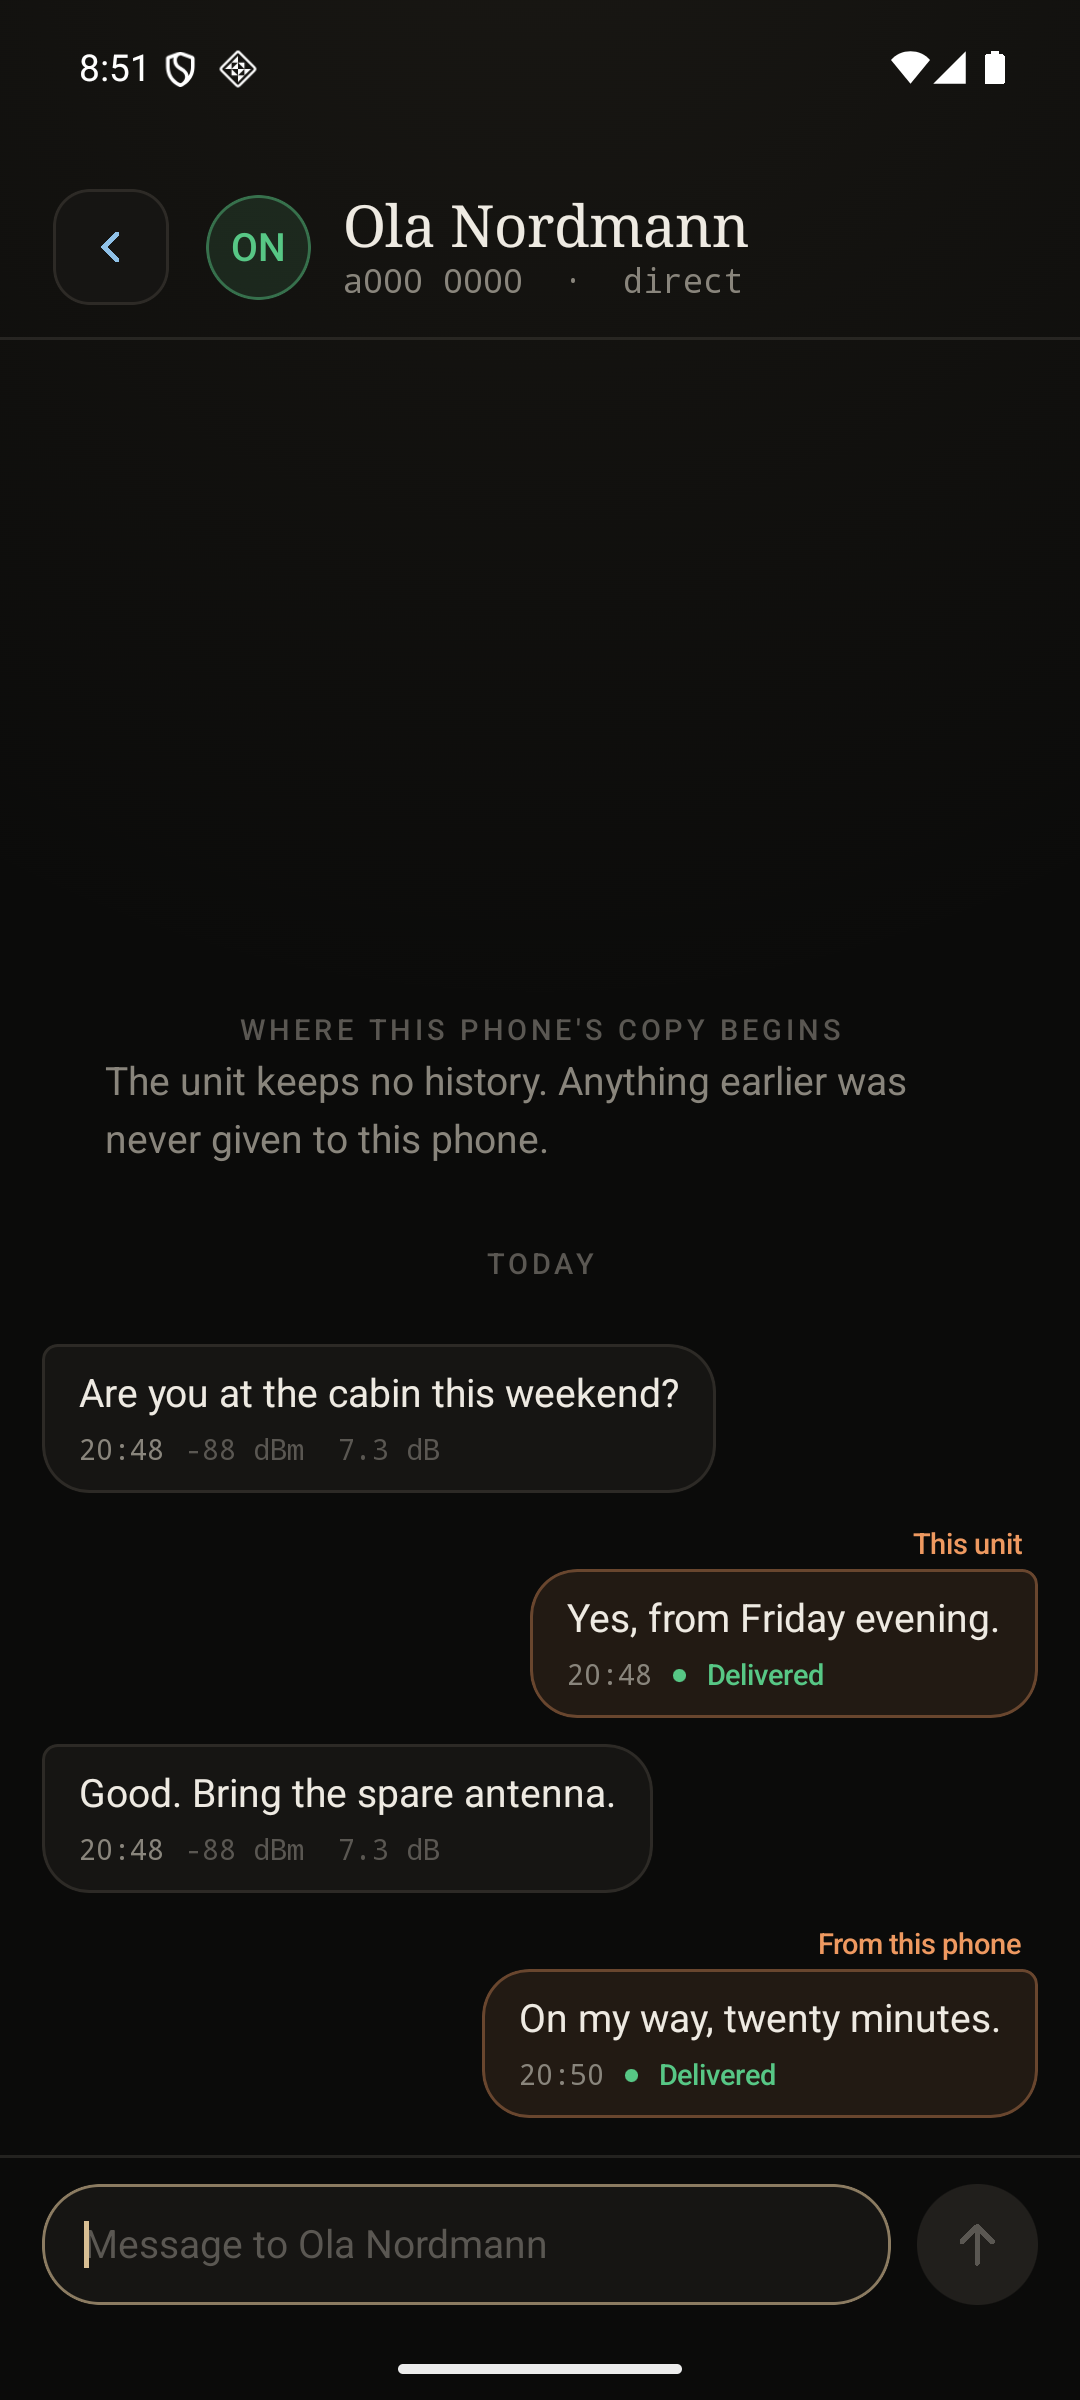 8:51
ON
Ola Nordmann
a000 0000 · direct
WHERE THIS PHONE'S COPY BEGINS
The unit keeps no history. Anything earlier was
never given to this phone.
TODAY
Are you at the cabin this weekend?
20:48 -88 dBm 7.3 dB
This unit
Yes, from Friday evening.
20:48 ● Delivered
Good. Bring the spare antenna.
20:48 -88 dBm 7.3 dB
From this phone
On my way, twenty minutes.
20:50 ● Delivered
Message to Ola Nordmann